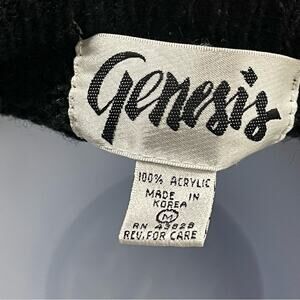 Genesis
100% ACRYLIC
MADE IN
KOREA
M
RN 43828
REV. FOR CARE